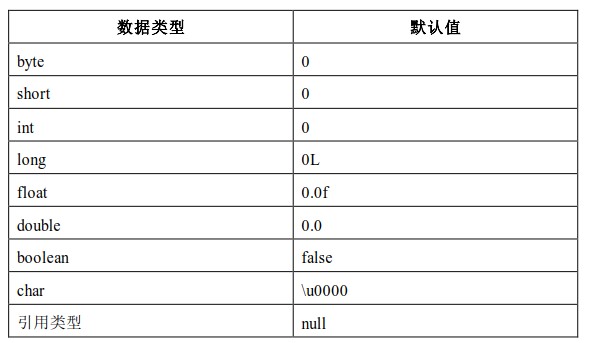 数据类型 默认值
byte 0
short 0
int 0
long 0L
float 0.0f
double 0.0
boolean false
char \u0000
引用类型 null